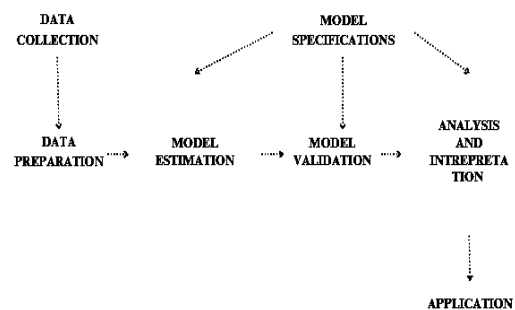 DATA
COLLECTION
MODEL
SPECIFICATIONS
DATA
PREPARATION
MODEL
ESTIMATION
MODEL
VALIDATION
ANALYSIS
AND
INTREPRETA
TION
APPLICATION